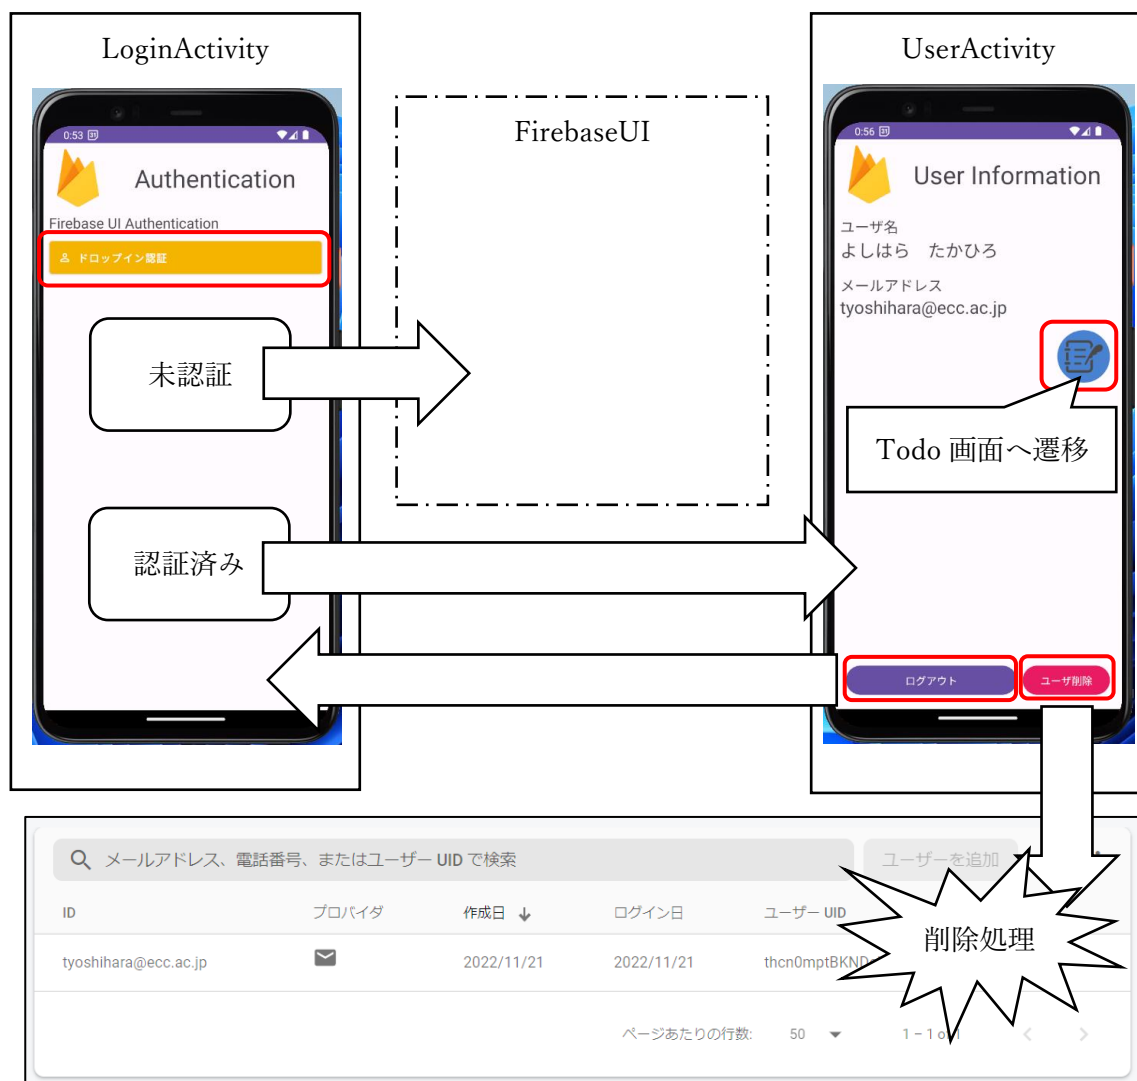 LoginActivity
FirebaseUI
UserActivity
0:53 31
Authentication
Firebase UI Authentication
ドロップイン認証
未認証
認証済み
0:56 31
User Information
ユーザ名
よしはら たかひろ
メールアドレス
tyoshihara@ecc.ac.jp
Todo 画面へ遷移
ログアウト
ユーザ削除
メールアドレス、電話番号、またはユーザー UID で検索
ユーザーを追加
ID
プロバイダ
作成日 ↓
ログイン日
ユーザー UID
tyoshihara@ecc.ac.jp
2022/11/21
2022/11/21
thcn0mptBKND
削除処理
ページあたりの行数:
50
1 – 1 of 1